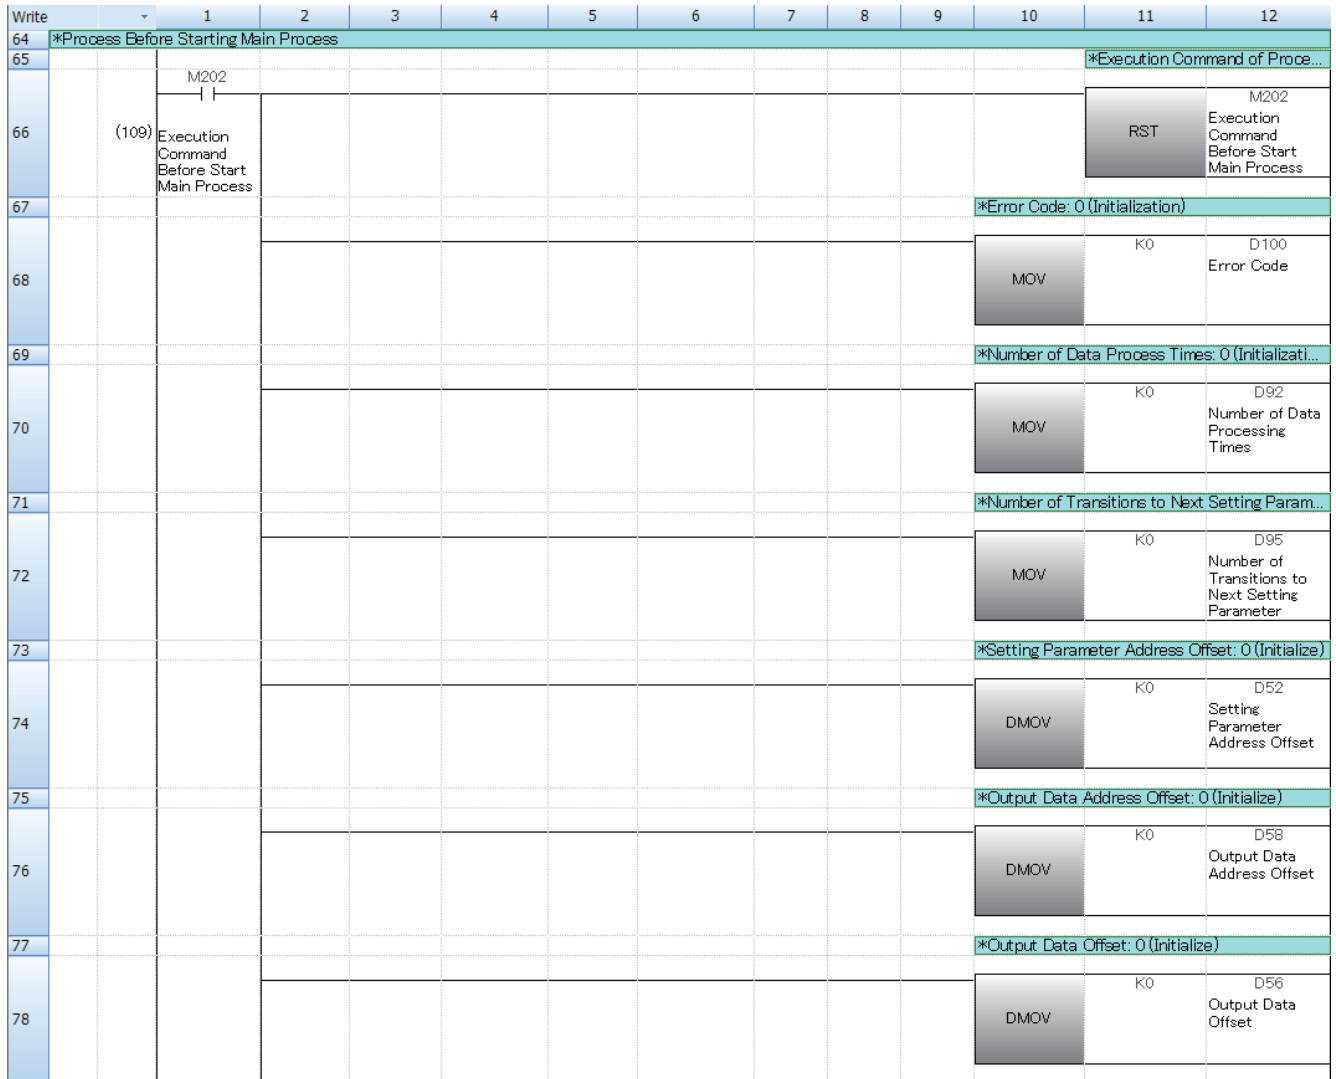 Write 1 2 3 4 5 6 7 8 9 10 11 12
64 *Process Before Starting Main Process
65 *Execution Command of Proce...
M202
M202
66 (109) Execution
Command
Before Start
Main Process
RST
Execution
Command
Before Start
Main Process
67 *Error Code: 0 (Initialization)
68 MOV K0 D100
Error Code
69 *Number of Data Process Times: 0 (Initializati...
70 MOV K0 D92
Number of Data
Processing
Times
71 *Number of Transitions to Next Setting Param...
72 MOV K0 D95
Number of
Transitions to
Next Setting
Parameter
73 *Setting Parameter Address Offset: 0 (Initialize)
74 DMOV K0 D52
Setting
Parameter
Address Offset
75 *Output Data Address Offset: 0 (Initialize)
76 DMOV K0 D58
Output Data
Address Offset
77 *Output Data Offset: 0 (Initialize)
78 DMOV K0 D56
Output Data
Offset